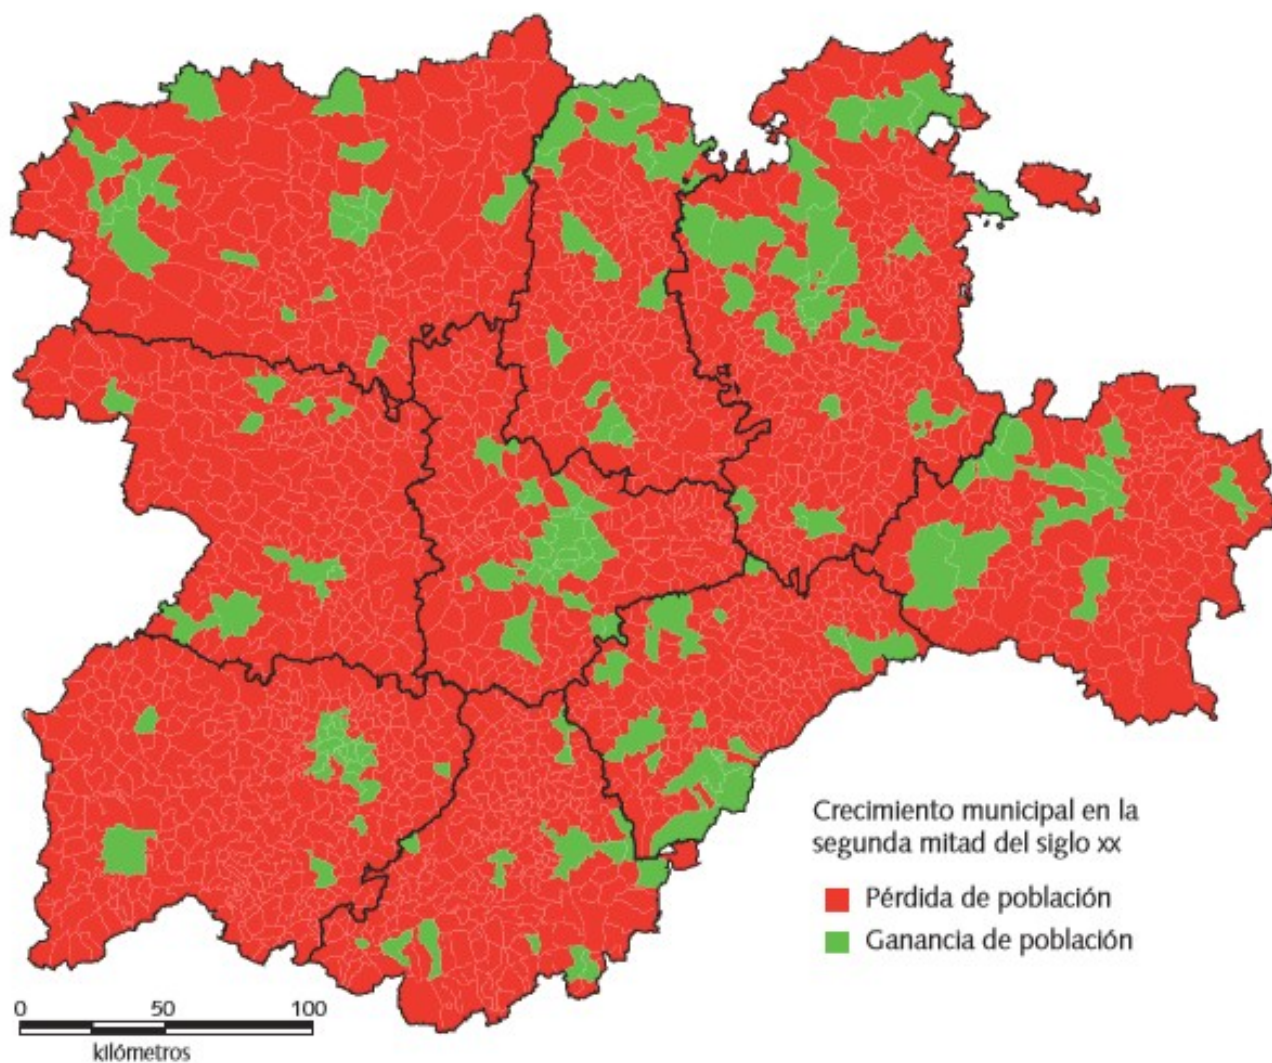 Crecimiento municipal en la
segunda mitad del siglo xx
Pérdida de población
Ganancia de población
0 50 100
kilómetros